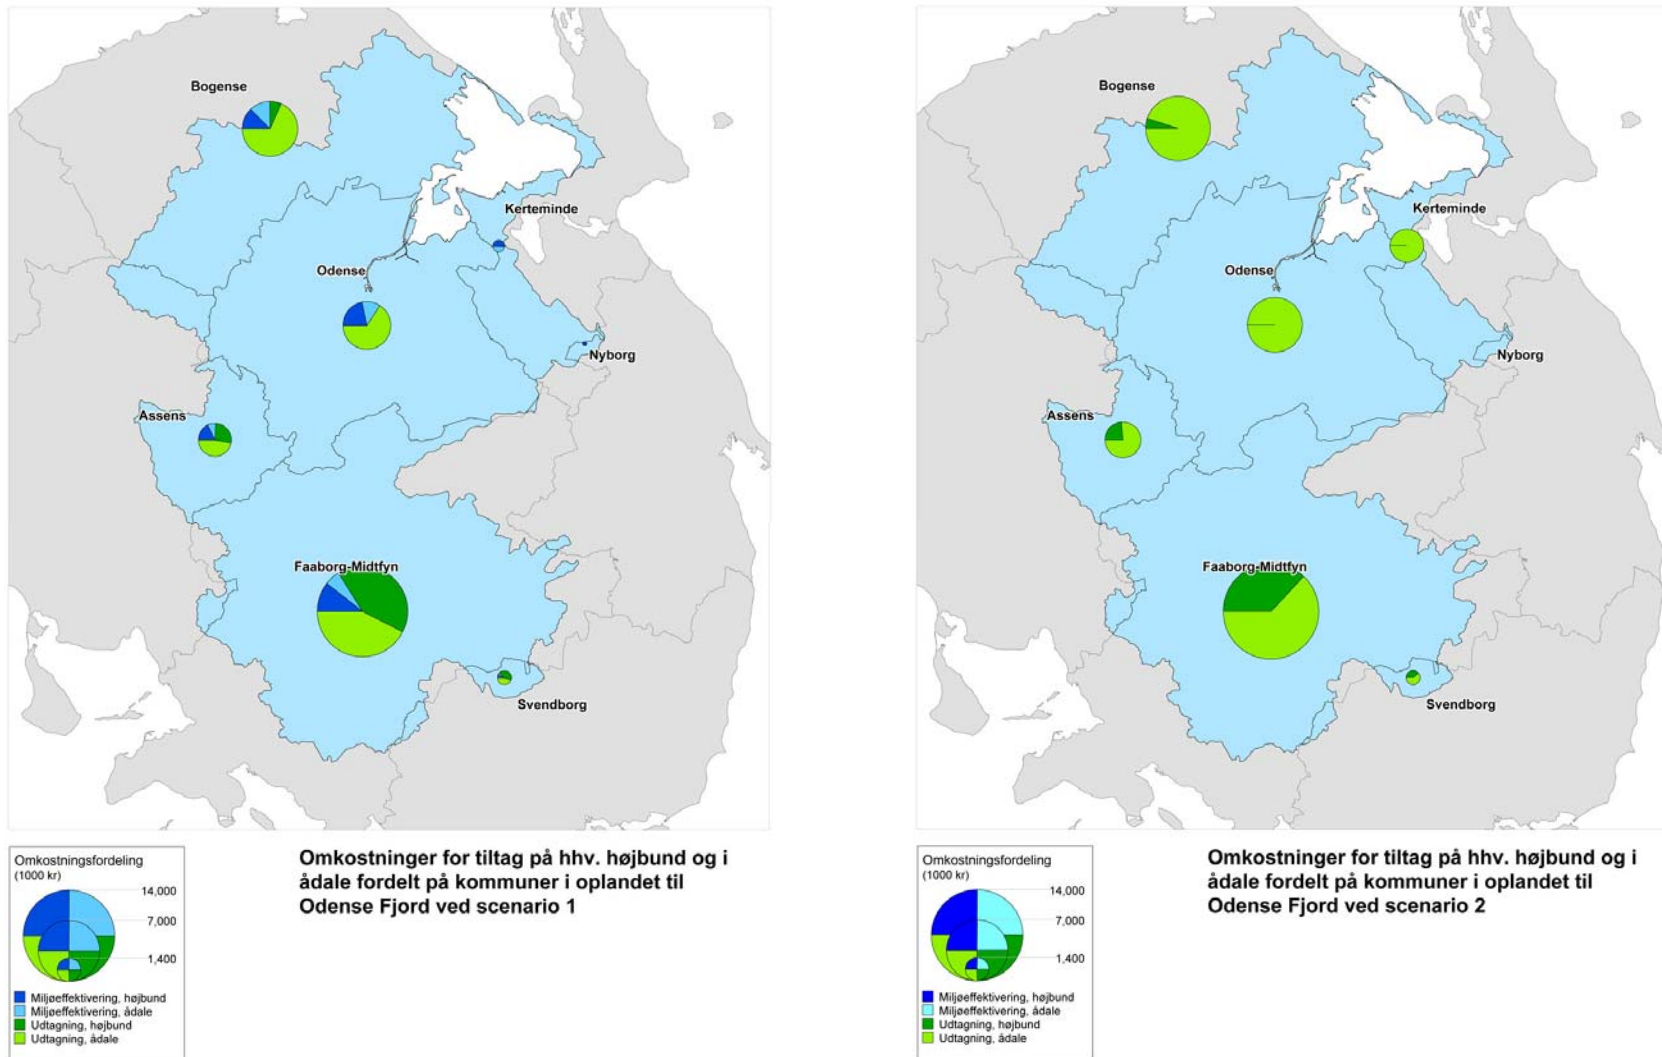 Bogense
Kerteminde
Odense
Nyborg
Assens
Faaborg-Midtfyn
Svendborg
Omkostningsfordeling
(1000 kr)
14,000
7,000
1,400
Miljøeffektivering, højbund
Miljøeffektivering, ådale
Udtagning, højbund
Udtagning, ådale
Omkostninger for tiltag på hhv. højbund og i
ådale fordelt på kommuner i oplandet til
Odense Fjord ved scenario 1
Bogense
Kerteminde
Odense
Nyborg
Assens
Faaborg-Midtfyn
Svendborg
Omkostningsfordeling
(1000 kr)
14,000
7,000
1,400
Miljøeffektivering, højbund
Miljøeffektivering, ådale
Udtagning, højbund
Udtagning, ådale
Omkostninger for tiltag på hhv. højbund og i
ådale fordelt på kommuner i oplandet til
Odense Fjord ved scenario 2